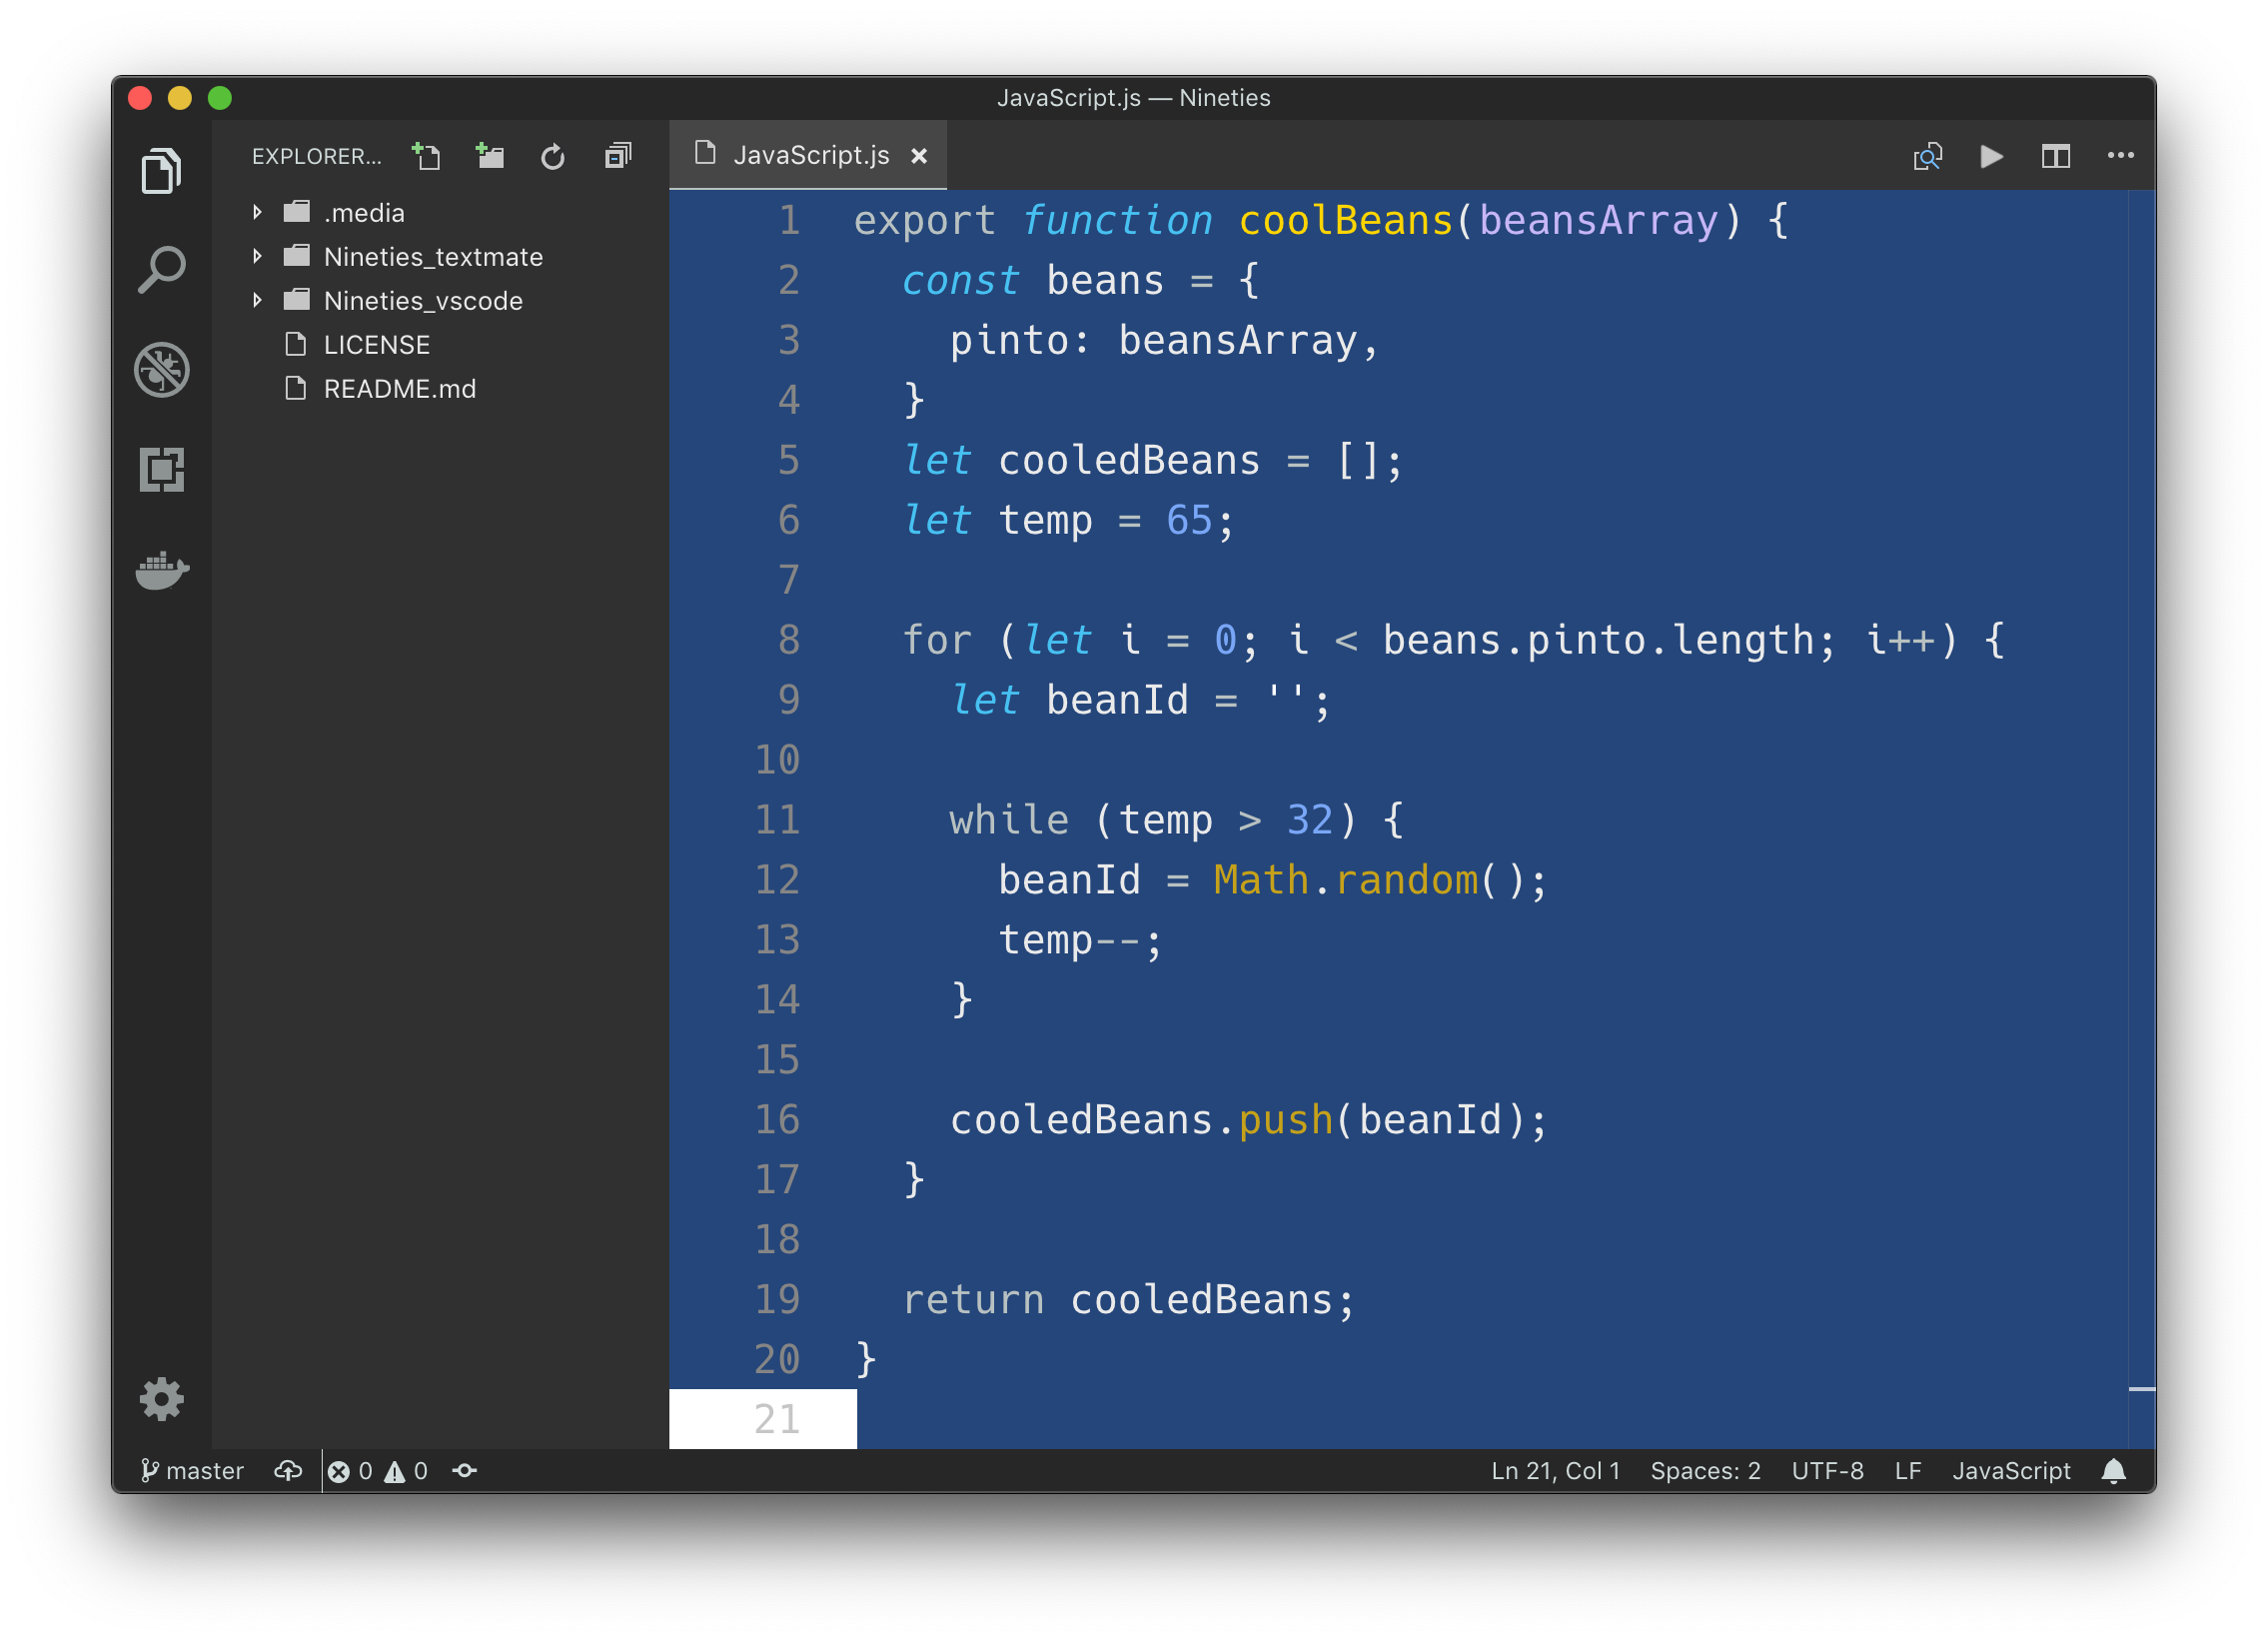 JavaScript.js — Nineties
EXPLORER...
.media
Nineties_textmate
Nineties_vscode
LICENSE
README.md
JavaScript.js
1 export function coolBeans(beansArray) {
2   const beans = {
3     pinto: beansArray,
4   }
5   let cooledBeans = [];
6   let temp = 65;
7
8   for (let i = 0; i < beans.pinto.length; i++) {
9     let beanId = '';
10
11     while (temp > 32) {
12       beanId = Math.random();
13       temp--;
14     }
15
16     cooledBeans.push(beanId);
17   }
18
19   return cooledBeans;
20 }
21
master 0 0 Ln 21, Col 1 Spaces: 2 UTF-8 LF JavaScript